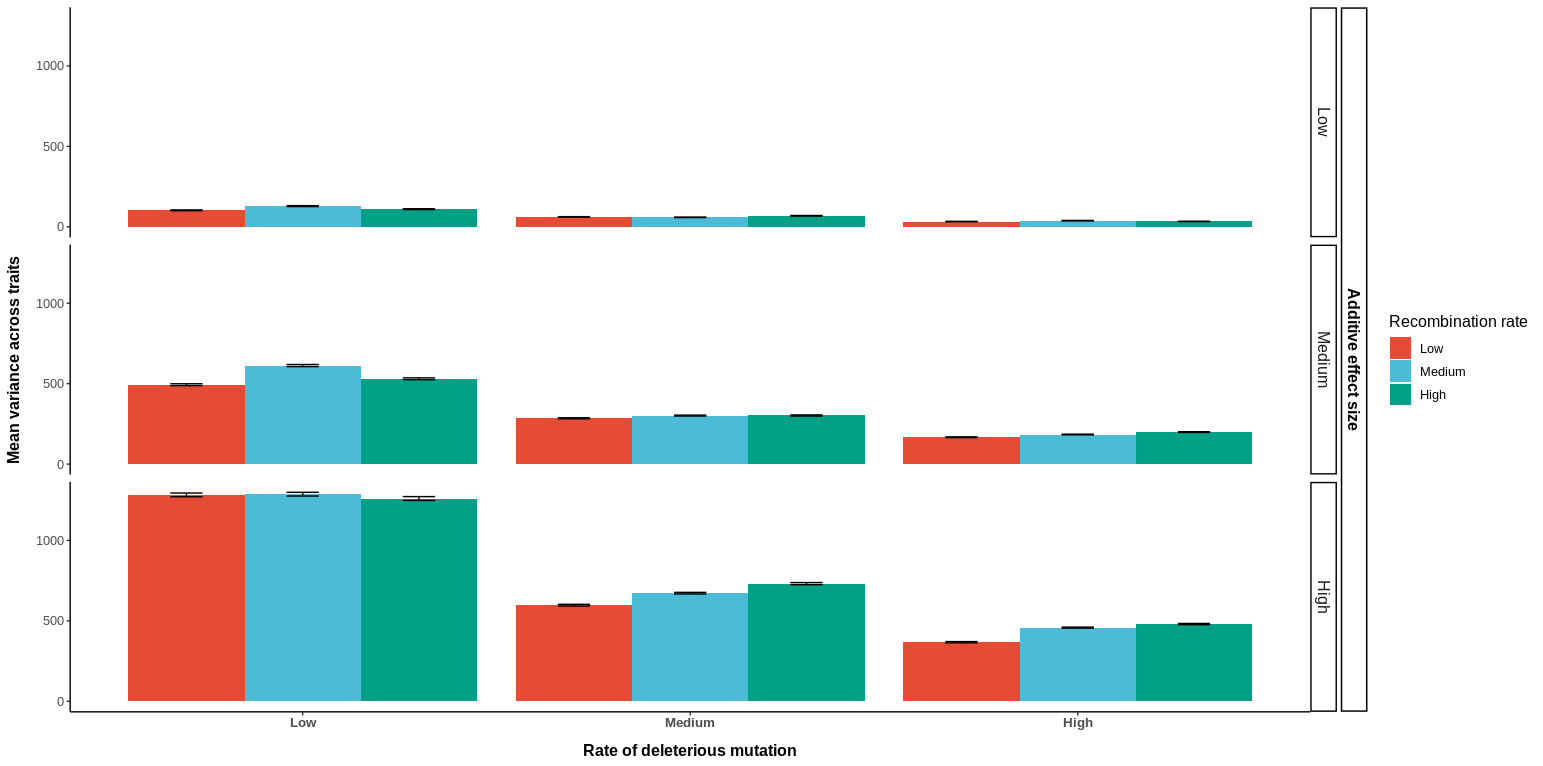 Mean variance across traits
1000
500
0
Low
1000
500
0
Medium
1000
500
0
High
Additive effect size
Low
Medium
High
Rate of deleterious mutation
Recombination rate
Low
Medium
High